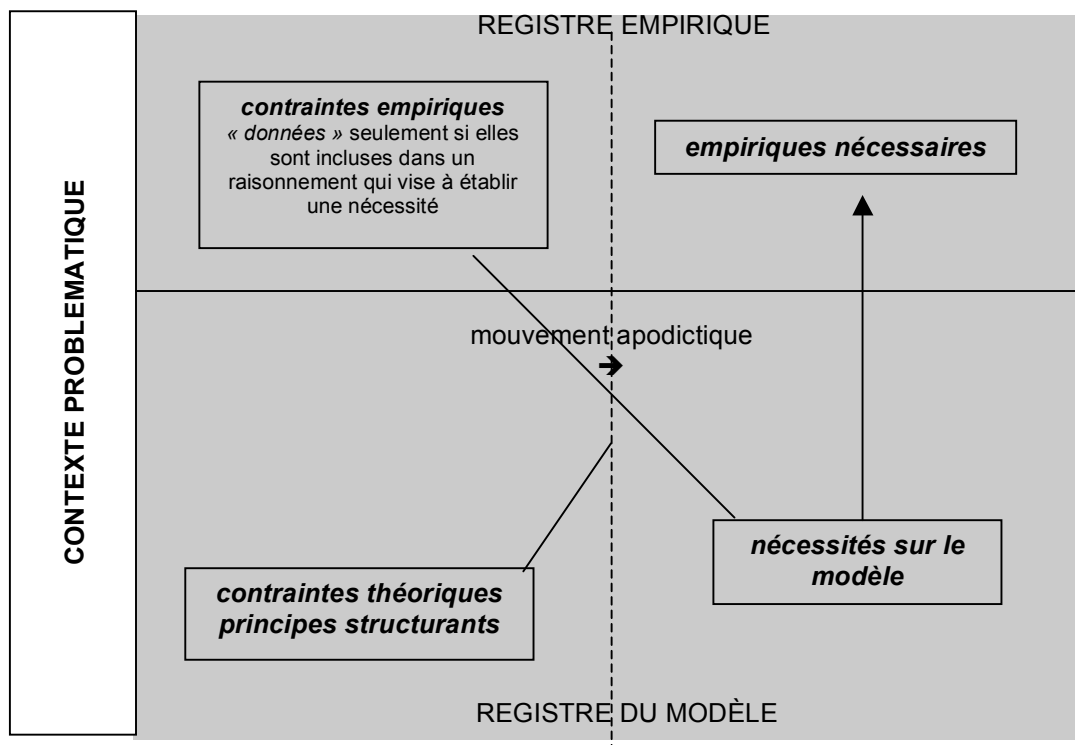 REGISTRE EMPIRIQUE
contraintes empiriques
« données » seulement si elles
sont incluses dans un
raisonnement qui vise à établir
une nécessité
empiriques nécessaires
CONTEXTE PROBLEMATIQUE
mouvement apodictique
➔
nécessités sur le
modèle
contraintes théoriques
principes structurants
REGISTRE DU MODÈLE